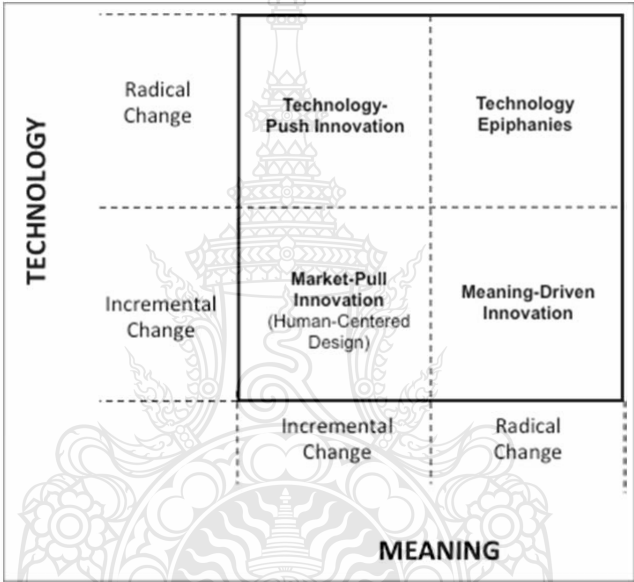 TECHNOLOGY
Radical
Change
Technology-
Push Innovation
Technology
Epiphanies
Incremental
Change
Market-Pull
Innovation
(Human-Centered
Design)
Meaning-Driven
Innovation
Incremental
Change
Radical
Change
MEANING